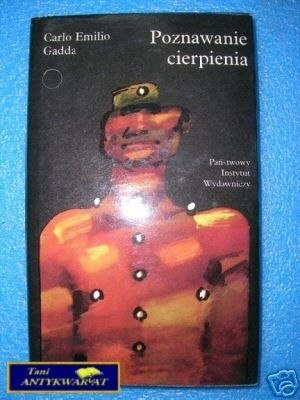 Carlo Emilio
Gadda
Poznawanie
cierpienia
Państwowy
Instytut
Wydawniczy
Tani
ANTYKWARIAT